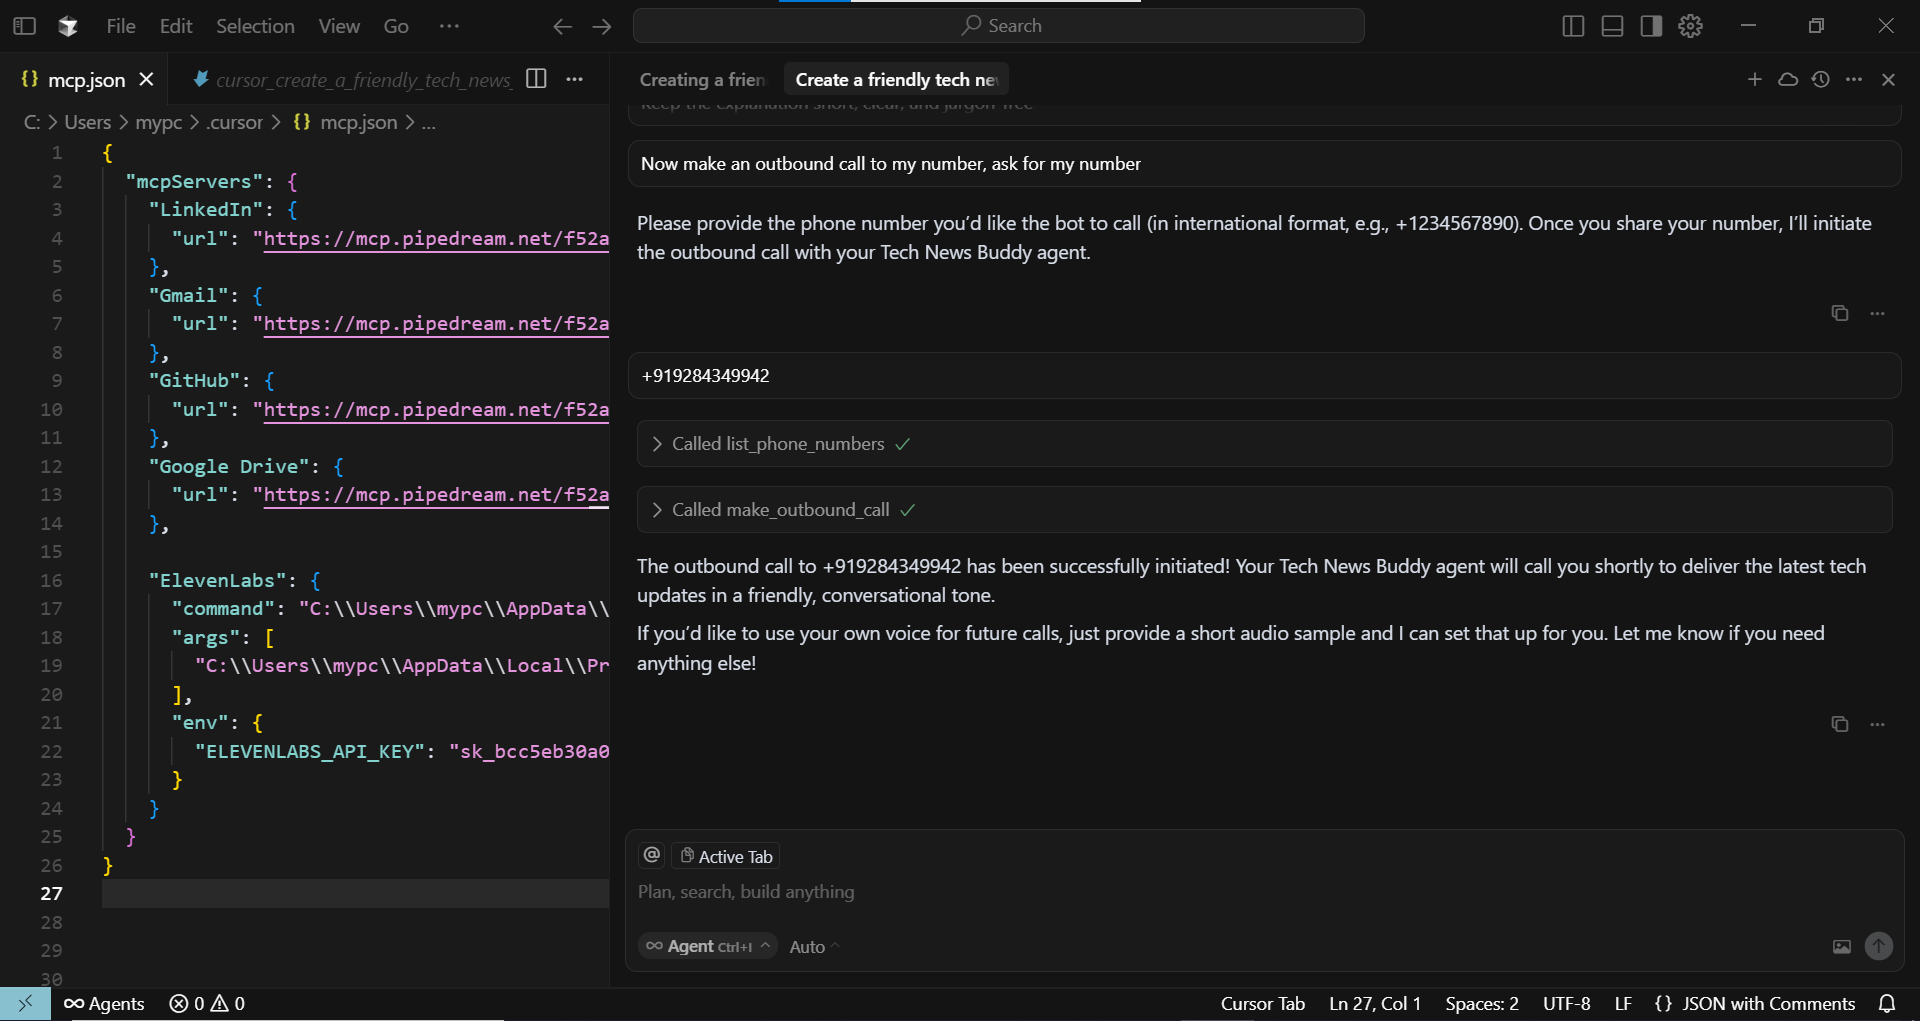 File Edit Selection View Go ··· Search
{} mcp.json cursor_create_a_friendly_tech_news_ ···
C: > Users > mypc > .cursor > {} mcp.json > ...
1 {
2 "mcpServers": {
3 "LinkedIn": {
4 "url": "https://mcp.pipedream.net/f52a
5 },
6 "Gmail": {
7 "url": "https://mcp.pipedream.net/f52a
8 },
9 "GitHub": {
10 "url": "https://mcp.pipedream.net/f52a
11 },
12 "Google Drive": {
13 "url": "https://mcp.pipedream.net/f52a
14 },
15
16 "ElevenLabs": {
17 "command": "C:\\Users\\mypc\\AppData\\
18 "args": [
19 "C:\\Users\\mypc\\AppData\\Local\\Pr
20 ],
21 "env": {
22 "ELEVENLABS_API_KEY": "sk_bcc5eb30a0
23 }
24 }
25 }
26 }
27
28
29
30
Creating a frien Create a friendly tech ne
Keep the explanation short, clear, and jargon-free
Now make an outbound call to my number, ask for my number
Please provide the phone number you'd like the bot to call (in international format, e.g., +1234567890). Once you share your number, I'll initiate
the outbound call with your Tech News Buddy agent.
+919284349942
> Called list_phone_numbers ✓
> Called make_outbound_call ✓
The outbound call to +919284349942 has been successfully initiated! Your Tech News Buddy agent will call you shortly to deliver the latest tech
updates in a friendly, conversational tone.
If you'd like to use your own voice for future calls, just provide a short audio sample and I can set that up for you. Let me know if you need
anything else!
@ Active Tab
Plan, search, build anything
∞ Agent Ctrl+I Auto
∞ Agents 0 0 Cursor Tab Ln 27, Col 1 Spaces: 2 UTF-8 LF {} JSON with Comments